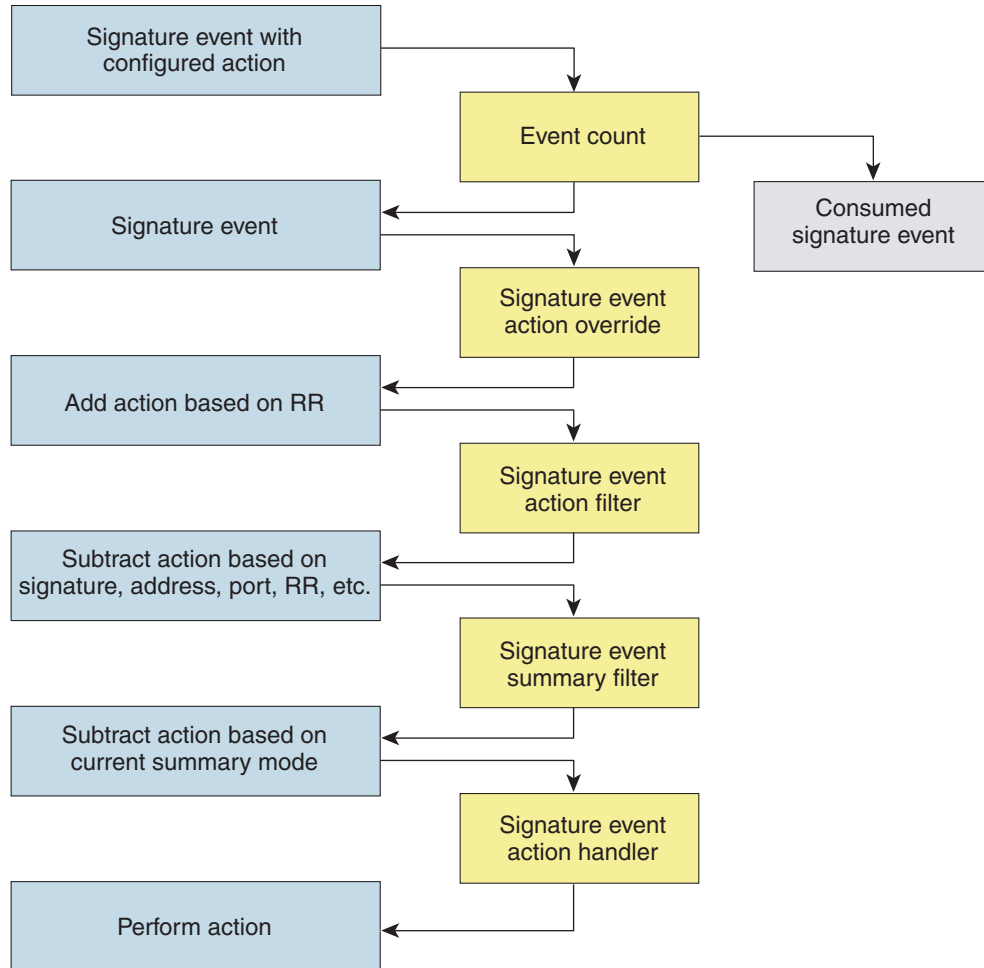 Signature event with
configured action
Event count
Consumed
signature event
Signature event
Signature event
action override
Add action based on RR
Signature event
action filter
Subtract action based on
signature, address, port, RR, etc.
Signature event
summary filter
Subtract action based on
current summary mode
Signature event
action handler
Perform action